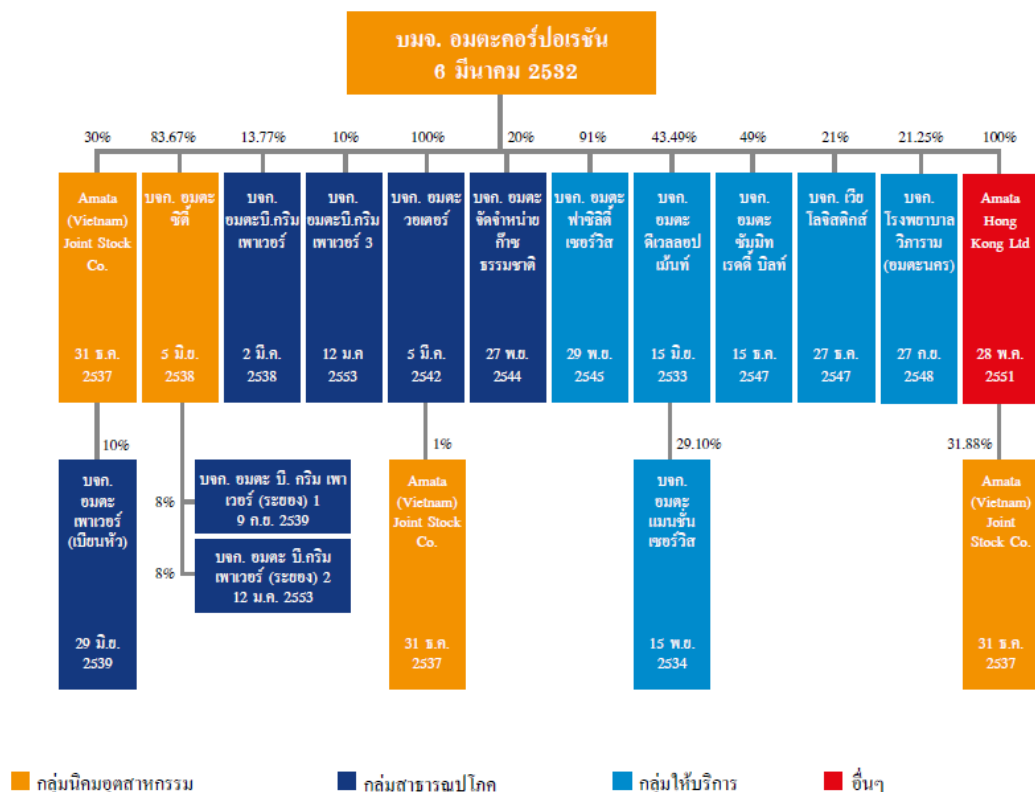 บมจ. อมตะคอร์ปอเรชัน
6 มีนาคม 2532
30%
83.67%
13.77%
10%
100%
20%
91%
43.49%
49%
21%
21.25%
100%
Amata
(Vietnam)
Joint Stock
Co.
31 ธ.ค.
2537
บจก. อมตะ
ซิตี้
5 มิ.ย.
2538
บจก.
อมตะบี.กริม
เพาเวอร์
2 มี.ค.
2538
บจก.
อมตะบี.กริม
เพาเวอร์ 3
12 ม.ค
2553
บจก. อมตะ
วอเตอร์
5 มี.ค.
2542
บจก. อมตะ
จัดจำหน่าย
ก๊าซ
ธรรมชาติ
27 พ.ย.
2544
บจก. อมตะ
ฟาซิลิตี้
เซอร์วิส
29 พ.ย.
2545
บจก.
อมตะ
ดีเวลลอป
เม้นท์
15 มิ.ย.
2533
บจก.
อมตะ
ซัมมิท
เรดดี้ บิลท์
15 ธ.ค.
2547
บจก. เวีย
โลจิสติกส์
27 ธ.ค.
2547
บจก.
โรงพยาบาล
วิภาราม
(อมตะนคร)
27 ก.ย.
2548
Amata
Hong
Kong Ltd
28 พ.ค.
2551
10%
บจก.
อมตะ
เพาเวอร์
(เบียนหัว)
29 มิ.ย.
2539
8%
บจก. อมตะ บี. กริม เพา
เวอร์ (ระยอง) 1
9 ก.ย. 2539
8%
บจก. อมตะ บี.กริม
เพาเวอร์ (ระยอง) 2
12 ม.ค. 2553
1%
Amata
(Vietnam)
Joint Stock
Co.
31 ธ.ค.
2537
29.10%
บจก.
อมตะ
แมนชั่น
เซอร์วิส
15 พ.ย.
2534
31.88%
Amata
(Vietnam)
Joint
Stock Co.
31 ธ.ค.
2537
กลุ่มนิคมอุตสาหกรรม
กลุ่มสาธารณูปโภค
กลุ่มให้บริการ
อื่นๆ